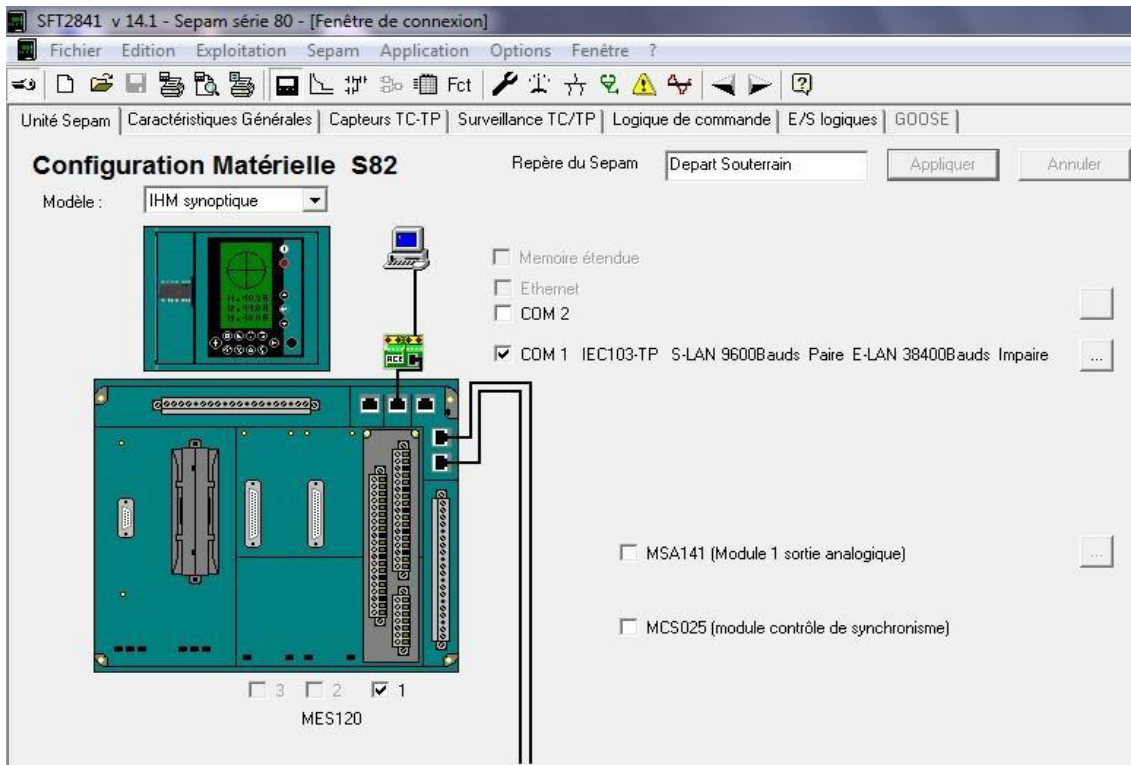 SFT2841 v 14.1 - Sepam série 80 - [Fenêtre de connexion]
Fichier Edition Exploitation Sepam Application Options Fenêtre ?
Fct
Unité Sepam Caractéristiques Générales Capteurs TC-TP Surveillance TC/TP Logique de commande E/S logiques GOOSE
Configuration Matérielle S82 Repère du Sepam Depart Souterrain Appliquer Annuler
Modèle : IHM synoptique
Memoire étendue
Ethernet
COM 2
ACE
COM 1 IEC103-TP S-LAN 9600Bauds Paire E-LAN 38400Bauds Impaire ...
MSA141 (Module 1 sortie analogique) ...
MCS025 (module contrôle de synchronisme)
3 2 1
MES120